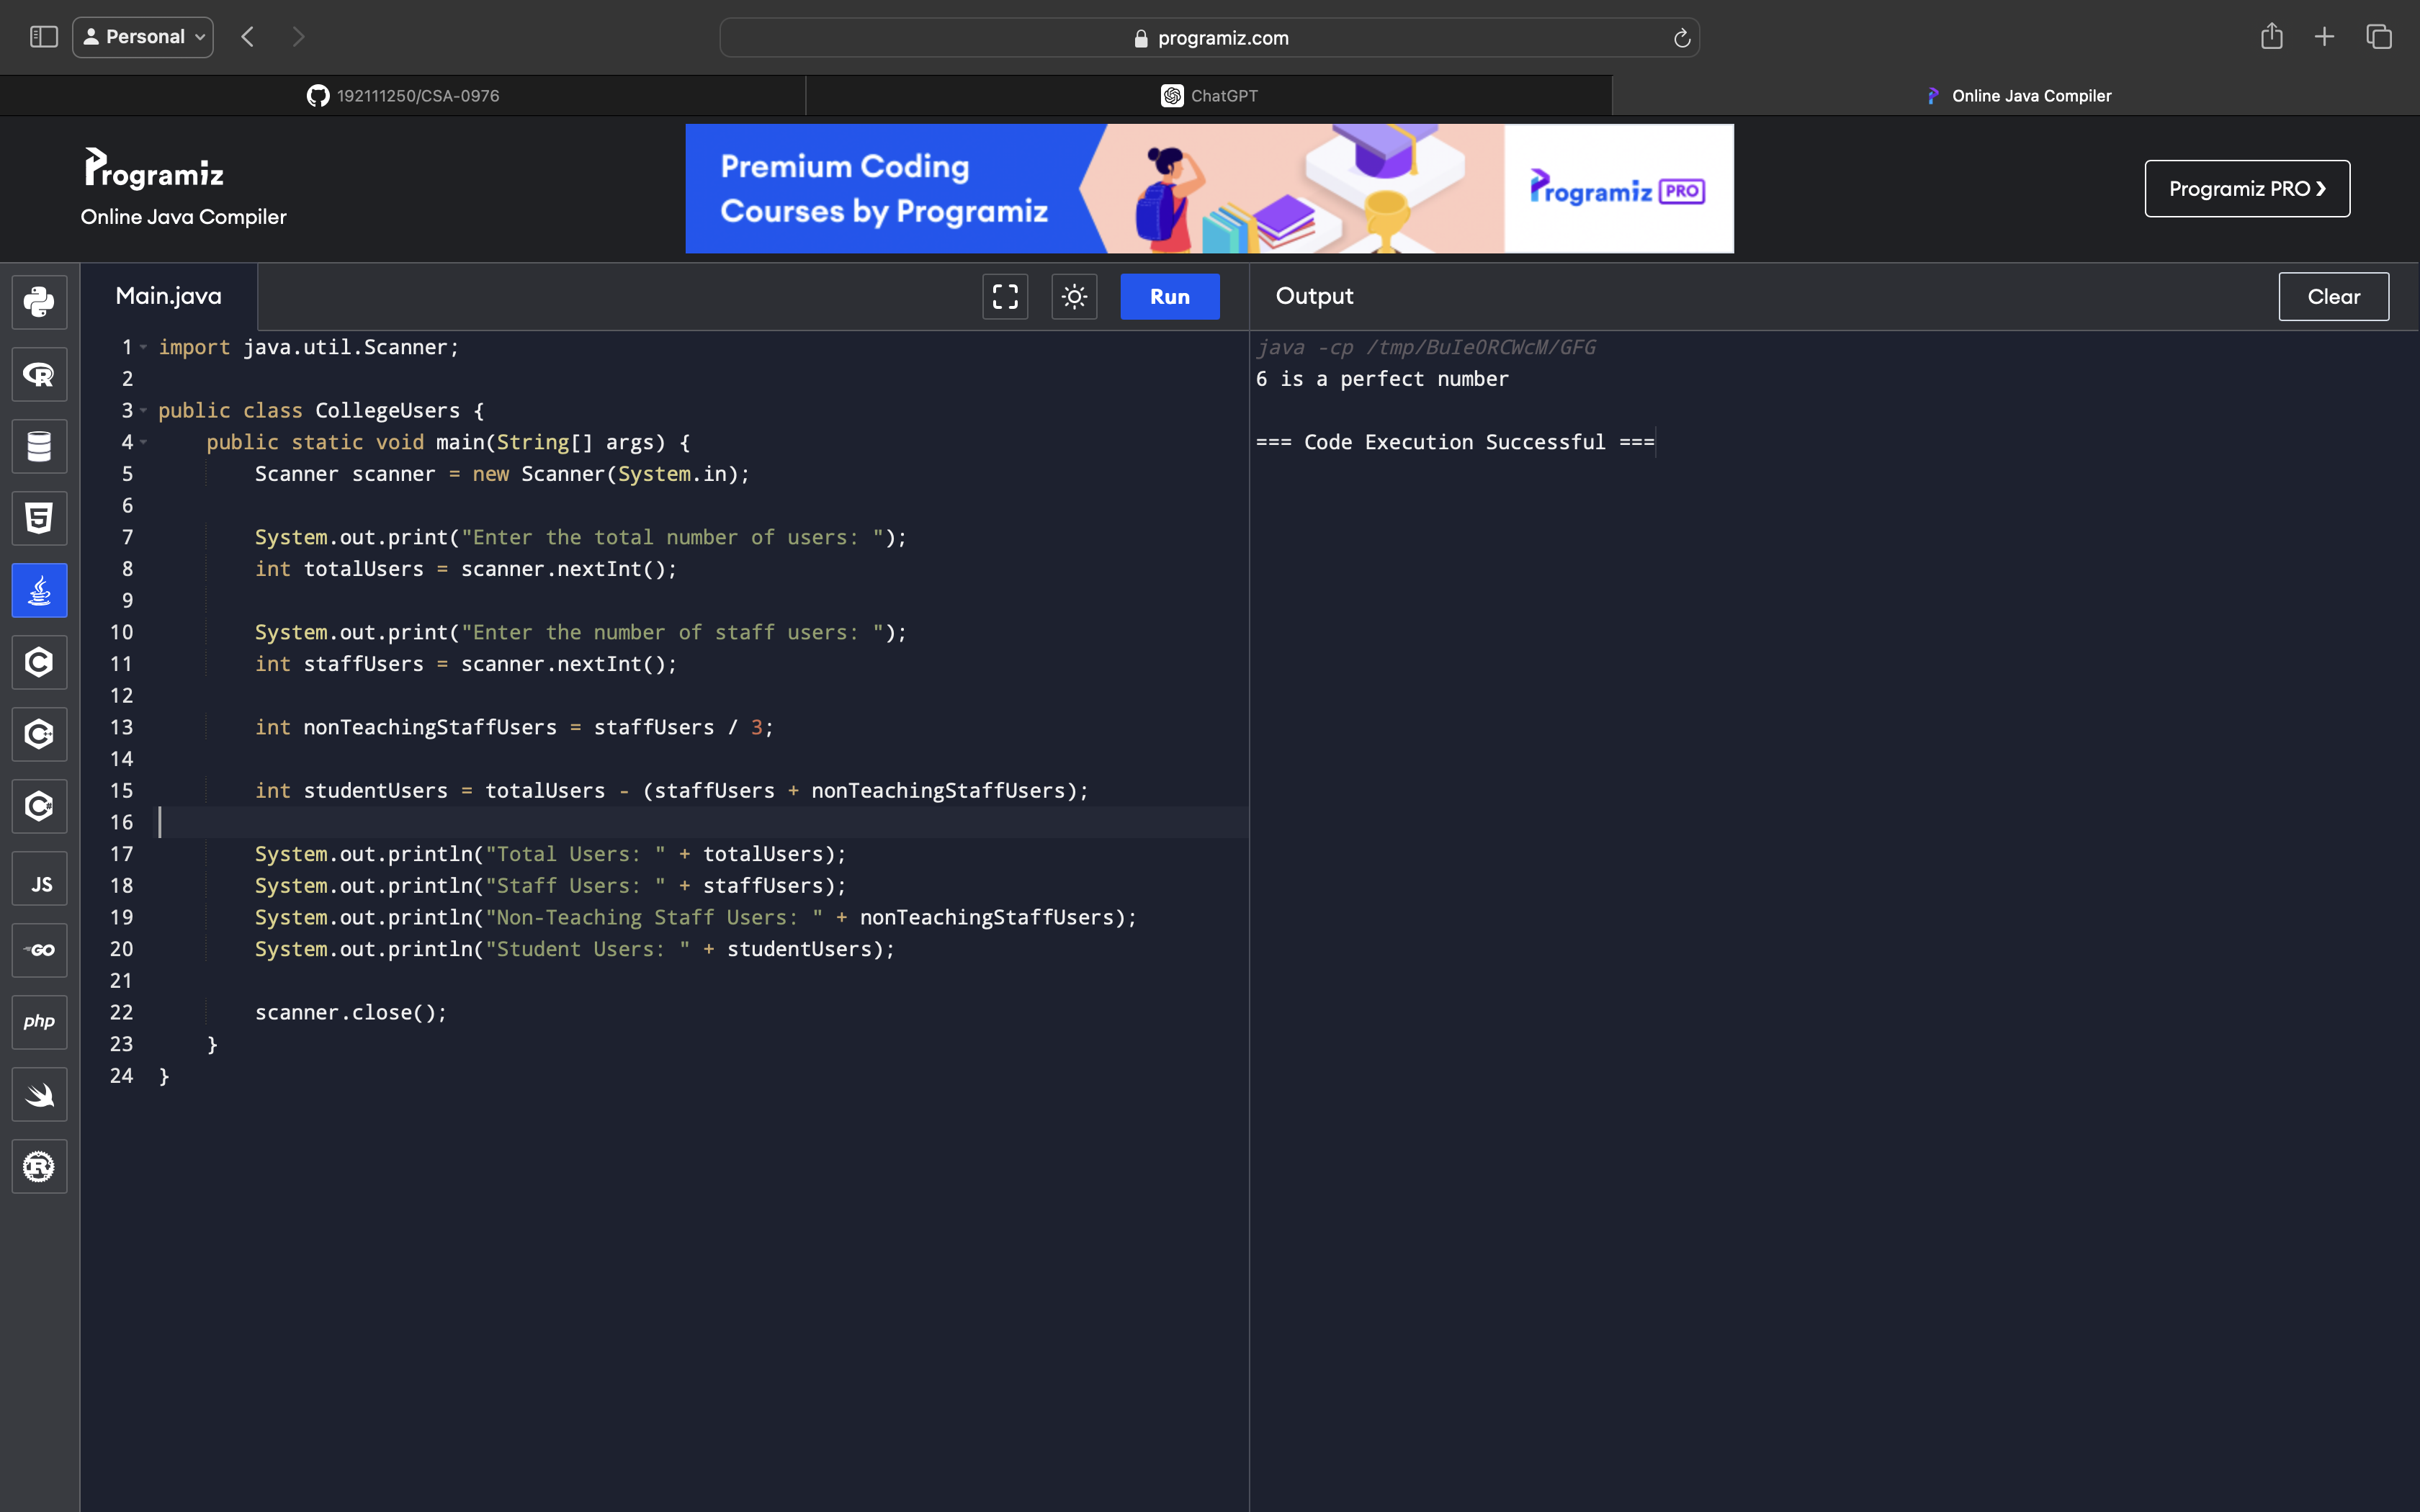 Personal
programiz.com
192111250/CSA-0976
ChatGPT
Online Java Compiler
Programiz
Online Java Compiler
Premium Coding
Courses by Programiz
Programiz PRO
Programiz PRO ❯
Main.java
Run
Output
Clear
1 import java.util.Scanner;
2
3 public class CollegeUsers {
4 public static void main(String[] args) {
5 Scanner scanner = new Scanner(System.in);
6
7 System.out.print("Enter the total number of users: ");
8 int totalUsers = scanner.nextInt();
9
10 System.out.print("Enter the number of staff users: ");
11 int staffUsers = scanner.nextInt();
12
13 int nonTeachingStaffUsers = staffUsers / 3;
14
15 int studentUsers = totalUsers - (staffUsers + nonTeachingStaffUsers);
16
17 System.out.println("Total Users: " + totalUsers);
18 System.out.println("Staff Users: " + staffUsers);
19 System.out.println("Non-Teaching Staff Users: " + nonTeachingStaffUsers);
20 System.out.println("Student Users: " + studentUsers);
21
22 scanner.close();
23 }
24 }
java -cp /tmp/BuIe0RCWcM/GFG
6 is a perfect number
=== Code Execution Successful ===
R
5
C
C++
C#
JS
GO
php
R